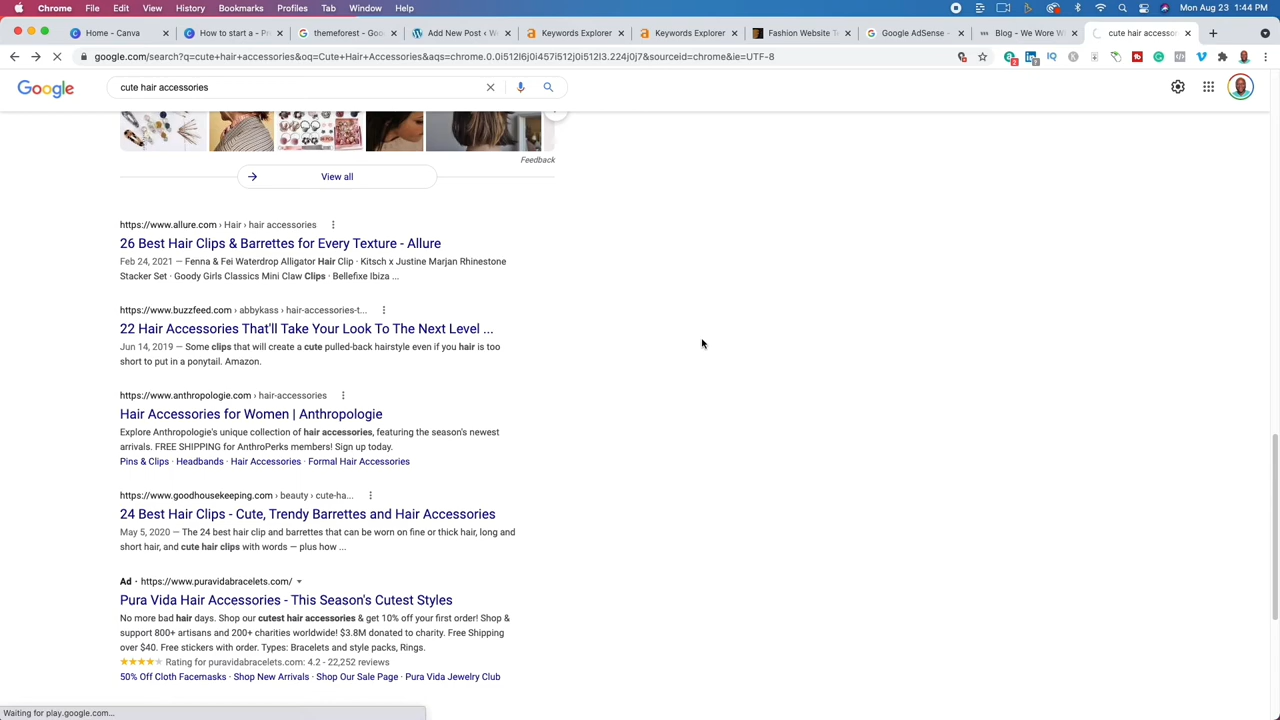 Chrome File Edit View History Bookmarks Profiles Tab Window Help
Mon Aug 23 1:44 PM
Home - Canva
How to start a - P
themeforest - Goo
Add New Post ‹ W
Keywords Explorer
Keywords Explorer
Fashion Website T
Google AdSense -
Blog - We Wore W
cute hair accesso
google.com/search?q=cute+hair+accessories&oq=Cute+Hair+Accessories&aqs=chrome.0.0i512l6j0i457i512j0i512l3.224j0j7&sourceid=chrome&ie=UTF-8
Google
cute hair accessories
Feedback
View all
https://www.allure.com › Hair › hair accessories
26 Best Hair Clips & Barrettes for Every Texture - Allure
Feb 24, 2021 — Fenna & Fei Waterdrop Alligator Hair Clip · Kitsch x Justine Marjan Rhinestone
Stacker Set · Goody Girls Classics Mini Claw Clips · Bellefixe Ibiza ...
https://www.buzzfeed.com › abbykass › hair-accessories-t...
22 Hair Accessories That'll Take Your Look To The Next Level ...
Jun 14, 2019 — Some clips that will create a cute pulled-back hairstyle even if you hair is too
short to put in a ponytail. Amazon.
https://www.anthropologie.com › hair-accessories
Hair Accessories for Women | Anthropologie
Explore Anthropologie's unique collection of hair accessories, featuring the season's newest
arrivals. FREE SHIPPING for AnthroPerks members! Sign up today.
Pins & Clips · Headbands · Hair Accessories · Formal Hair Accessories
https://www.goodhousekeeping.com › beauty › cute-ha...
24 Best Hair Clips - Cute, Trendy Barrettes and Hair Accessories
May 5, 2020 — The 24 best hair clip and barrettes that can be worn on fine or thick hair, long and
short hair, and cute hair clips with words — plus how ...
Ad · https://www.puravidabracelets.com/
Pura Vida Hair Accessories - This Season's Cutest Styles
No more bad hair days. Shop our cutest hair accessories & get 10% off your first order! Shop &
support 800+ artisans and 200+ charities worldwide! $3.8M donated to charity. Free Shipping
over $40. Free stickers with order. Types: Bracelets and style packs, Rings.
Rating for puravidabracelets.com: 4.2 - 22,252 reviews
50% Off Cloth Facemasks · Shop New Arrivals · Shop Our Sale Page · Pura Vida Jewelry Club
Waiting for play.google.com...